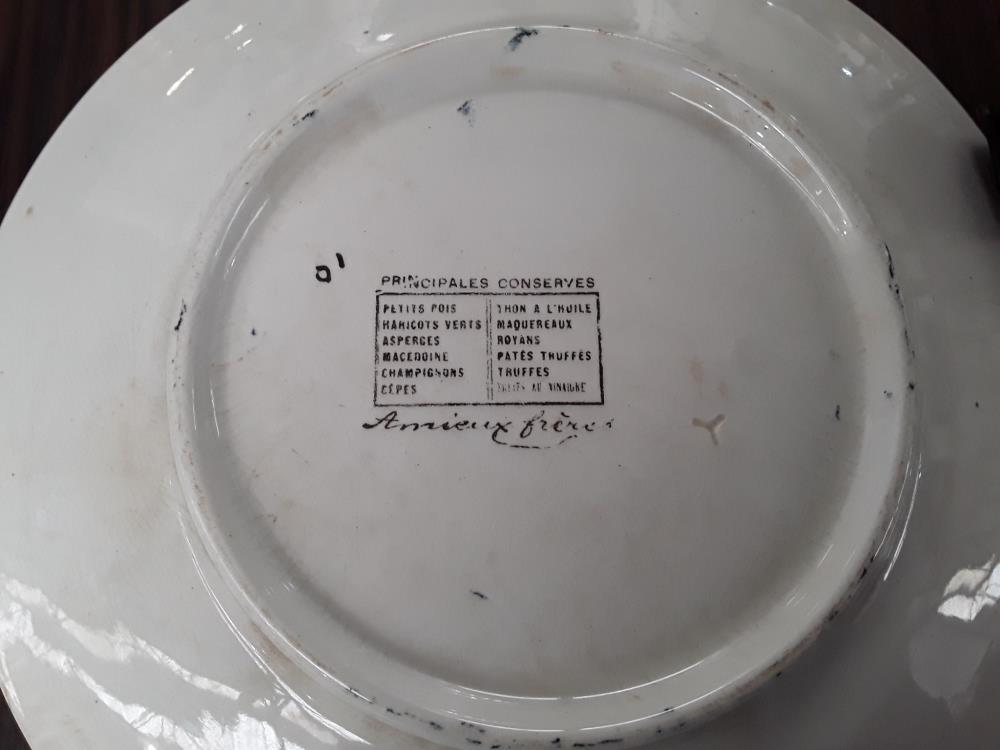 PRINCIPALES CONSERVES
PETITS POIS
HARICOTS VERTS
ASPERGES
MACEDOINE
CHAMPIGNONS
CÈPES
THON A L'HUILE
MAQUEREAUX
ROYANS
PATÉS TRUFFÉS
TRUFFES
AU VINAIGRE
Amieux frères